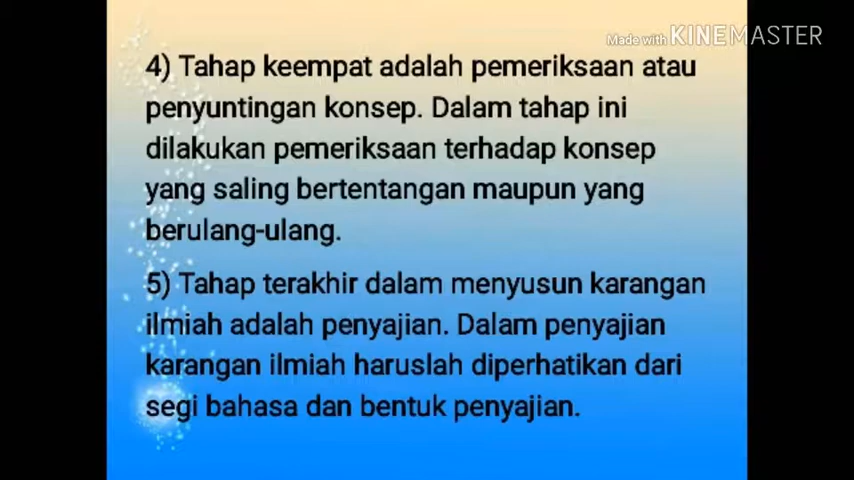 Made with KINEMASTER
4) Tahap keempat adalah pemeriksaan atau
penyuntingan konsep. Dalam tahap ini
dilakukan pemeriksaan terhadap konsep
yang saling bertentangan maupun yang
berulang-ulang.
5) Tahap terakhir dalam menyusun karangan
ilmiah adalah penyajian. Dalam penyajian
karangan ilmiah haruslah diperhatikan dari
segi bahasa dan bentuk penyajian.